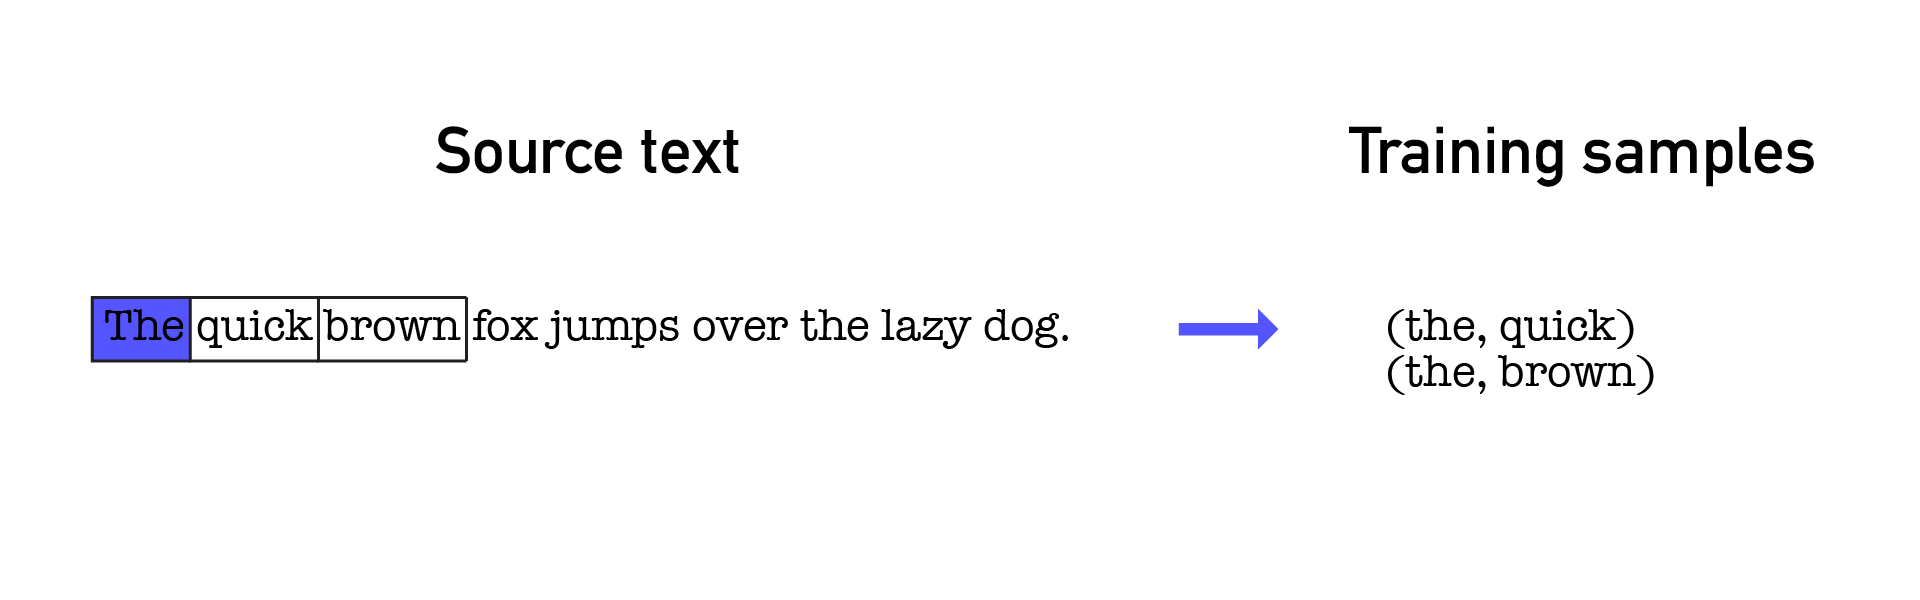 Source text
Training samples
The quick brown fox jumps over the lazy dog.
(the, quick)
(the, brown)